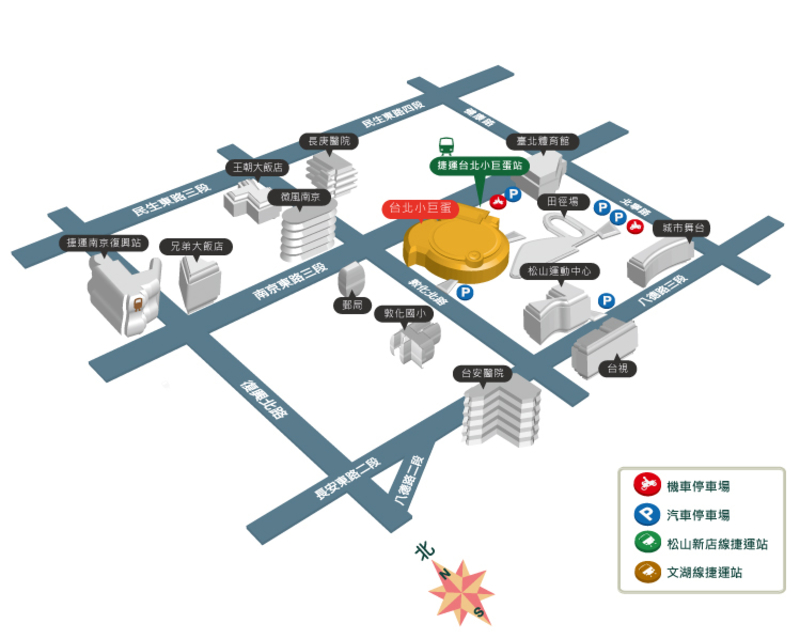 民生東路四段
健康路
長庚醫院
臺北體育館
王朝大飯店
捷運台北小巨蛋站
民生東路三段
微風南京
台北小巨蛋
田徑場
P
P
P
北寧路
城市舞台
捷運南京復興站
兄弟大飯店
南京東路三段
松山運動中心
八德路三段
敦化北路
P
P
郵局
敦化國小
台安醫院
台視
復興北路
長安東路二段
八德路二段
機車停車場
P
汽車停車場
松山新店線捷運站
文湖線捷運站
北
N
S